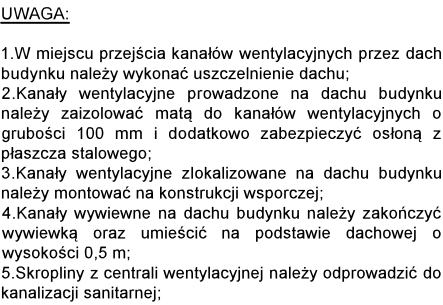 UWAGA:
1.W miejscu przejścia kanałów wentylacyjnych przez dach
budynku należy wykonać uszczelnienie dachu;
2.Kanały wentylacyjne prowadzone na dachu budynku
należy zaizolować matą do kanałów wentylacyjnych o
grubości 100 mm i dodatkowo zabezpieczyć osłoną z
płaszcza stalowego;
3.Kanały wentylacyjne zlokalizowane na dachu budynku
należy montować na konstrukcji wsporczej;
4.Kanały wywiewne na dachu budynku należy zakończyć
wywiewką oraz umieścić na podstawie dachowej o
wysokości 0,5 m;
5.Skropliny z centrali wentylacyjnej należy odprowadzić do
kanalizacji sanitarnej;